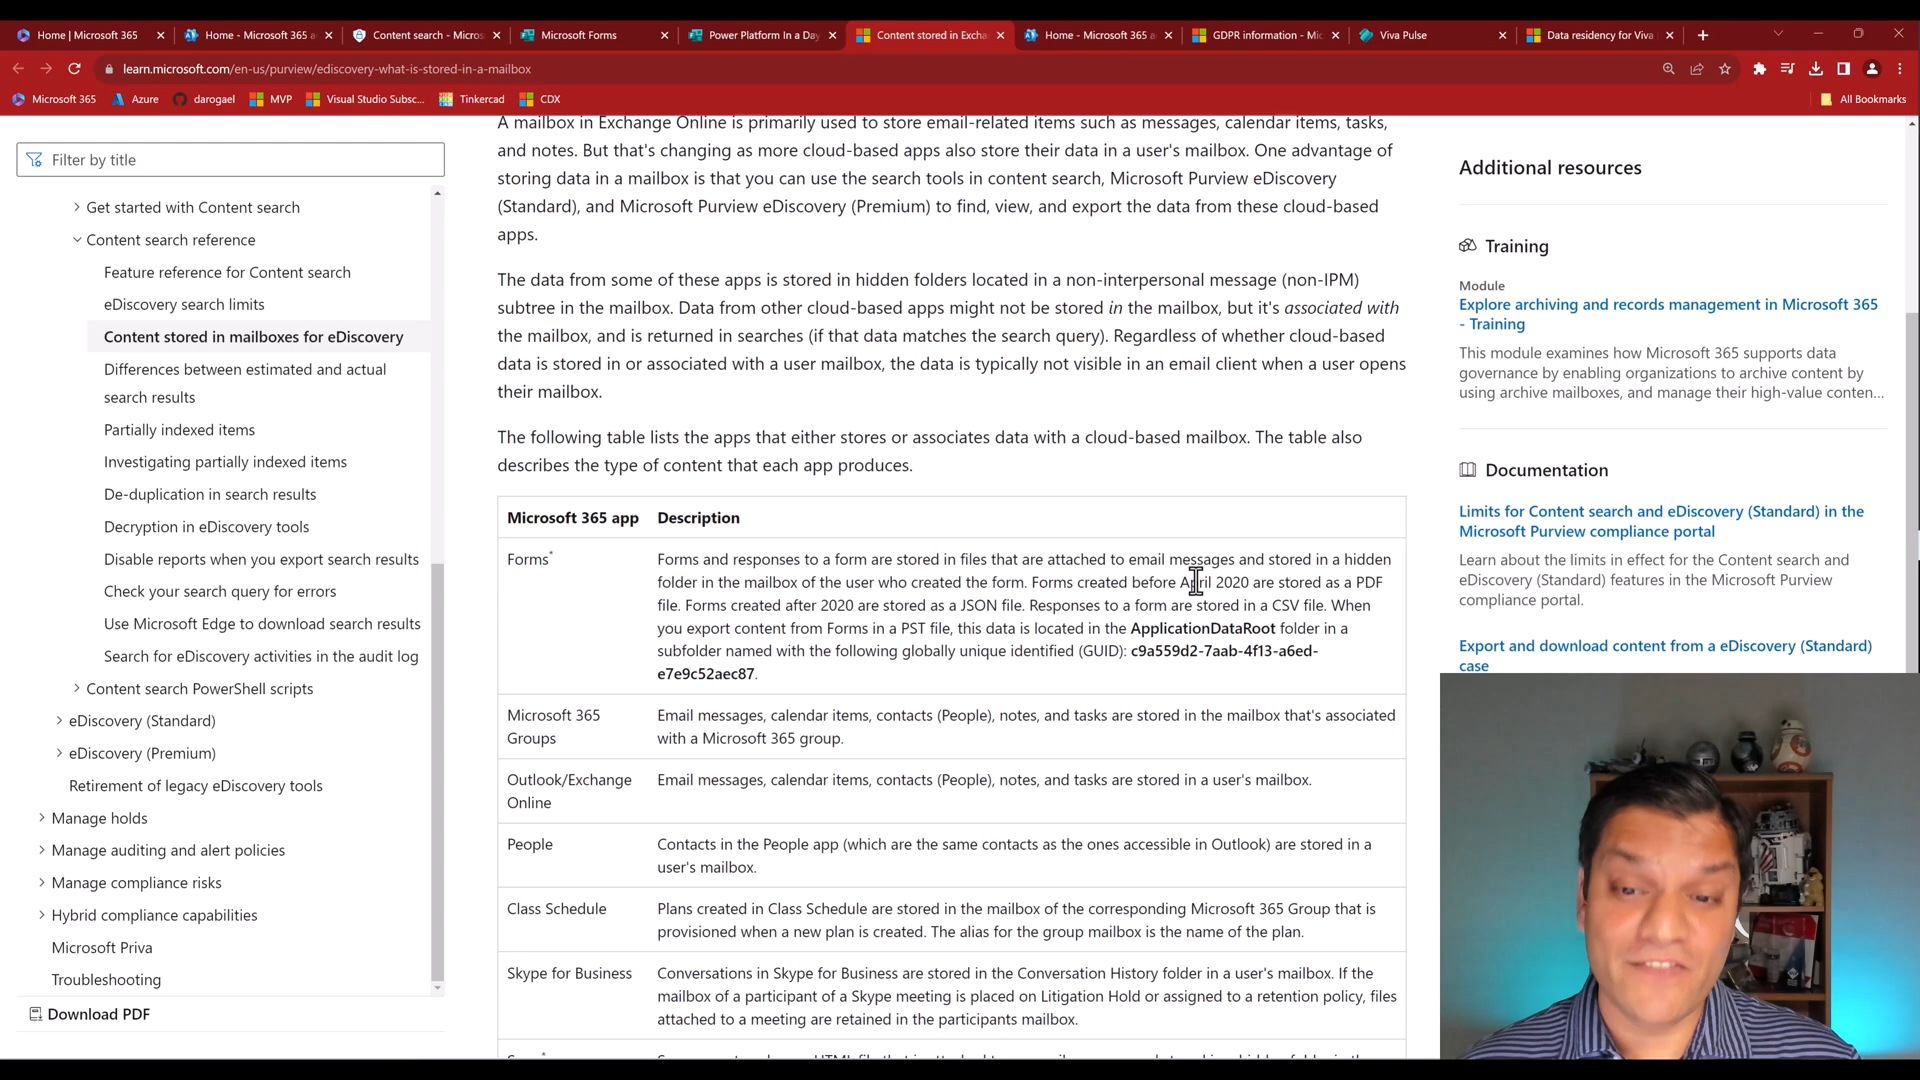 Home | Microsoft 365
Home - Microsoft 365 a
Content search - Micros
Microsoft Forms
Power Platform In a Day
Content stored in Excha
Home - Microsoft 365 a
GDPR information - Mic
Viva Pulse
Data residency for Viva
learn.microsoft.com/en-us/purview/ediscovery-what-is-stored-in-a-mailbox
Microsoft 365
Azure
darogael
MVP
Visual Studio Subsc...
Tinkercad
CDX
All Bookmarks
Filter by title
Get started with Content search
Content search reference
Feature reference for Content search
eDiscovery search limits
Content stored in mailboxes for eDiscovery
Differences between estimated and actual
search results
Partially indexed items
Investigating partially indexed items
De-duplication in search results
Decryption in eDiscovery tools
Disable reports when you export search results
Check your search query for errors
Use Microsoft Edge to download search results
Search for eDiscovery activities in the audit log
Content search PowerShell scripts
eDiscovery (Standard)
eDiscovery (Premium)
Retirement of legacy eDiscovery tools
Manage holds
Manage auditing and alert policies
Manage compliance risks
Hybrid compliance capabilities
Microsoft Priva
Troubleshooting
Download PDF
A mailbox in Exchange Online is primarily used to store email-related items such as messages, calendar items, tasks,
and notes. But that's changing as more cloud-based apps also store their data in a user's mailbox. One advantage of
storing data in a mailbox is that you can use the search tools in content search, Microsoft Purview eDiscovery
(Standard), and Microsoft Purview eDiscovery (Premium) to find, view, and export the data from these cloud-based
apps.
The data from some of these apps is stored in hidden folders located in a non-interpersonal message (non-IPM)
subtree in the mailbox. Data from other cloud-based apps might not be stored in the mailbox, but it's associated with
the mailbox, and is returned in searches (if that data matches the search query). Regardless of whether cloud-based
data is stored in or associated with a user mailbox, the data is typically not visible in an email client when a user opens
their mailbox.
The following table lists the apps that either stores or associates data with a cloud-based mailbox. The table also
describes the type of content that each app produces.
Microsoft 365 app Description
Forms* Forms and responses to a form are stored in files that are attached to email messages and stored in a hidden
folder in the mailbox of the user who created the form. Forms created before April 2020 are stored as a PDF
file. Forms created after 2020 are stored as a JSON file. Responses to a form are stored in a CSV file. When
you export content from Forms in a PST file, this data is located in the ApplicationDataRoot folder in a
subfolder named with the following globally unique identified (GUID): c9a559d2-7aab-4f13-a6ed-
e7e9c52aec87.
Microsoft 365 Email messages, calendar items, contacts (People), notes, and tasks are stored in the mailbox that's associated
Groups with a Microsoft 365 group.
Outlook/Exchange Email messages, calendar items, contacts (People), notes, and tasks are stored in a user's mailbox.
Online
People Contacts in the People app (which are the same contacts as the ones accessible in Outlook) are stored in a
user's mailbox.
Class Schedule Plans created in Class Schedule are stored in the mailbox of the corresponding Microsoft 365 Group that is
provisioned when a new plan is created. The alias for the group mailbox is the name of the plan.
Skype for Business Conversations in Skype for Business are stored in the Conversation History folder in a user's mailbox. If the
mailbox of a participant of a Skype meeting is placed on Litigation Hold or assigned to a retention policy, files
attached to a meeting are retained in the participants mailbox.
Additional resources
Training
Module
Explore archiving and records management in Microsoft 365
- Training
This module examines how Microsoft 365 supports data
governance by enabling organizations to archive content by
using archive mailboxes, and manage their high-value conten...
Documentation
Limits for Content search and eDiscovery (Standard) in the
Microsoft Purview compliance portal
Learn about the limits in effect for the Content search and
eDiscovery (Standard) features in the Microsoft Purview
compliance portal.
Export and download content from a eDiscovery (Standard)
case